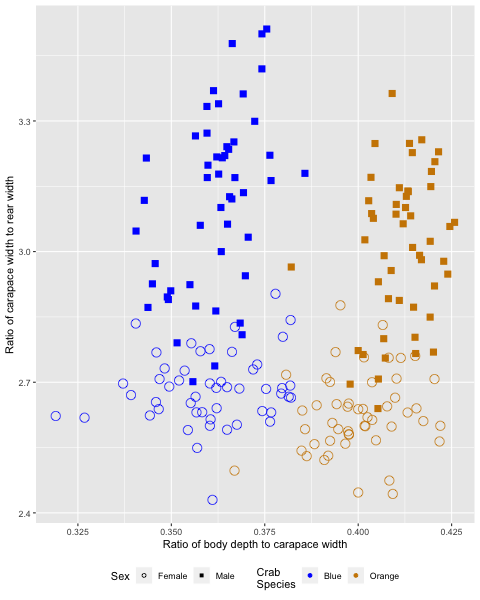 Ratio of carapace width to rear width
3.3
3.0
2.7
2.4
0.325 0.350 0.375 0.400 0.425
Ratio of body depth to carapace width
Sex Female Male Crab Species Blue Orange